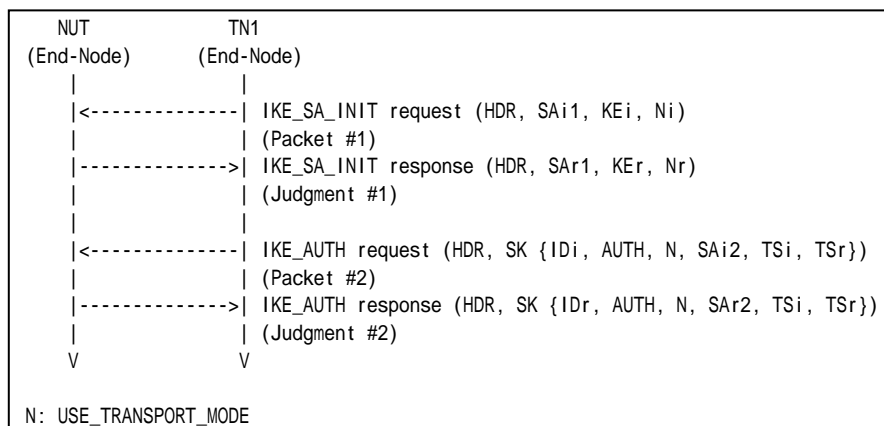 NUT TN1
(End-Node) (End-Node)
| |
|<--------------| IKE_SA_INIT request (HDR, SAi1, KEi, Ni)
| | (Packet #1)
|-------------->| IKE_SA_INIT response (HDR, SAr1, KEr, Nr)
| | (Judgment #1)
| |
|<--------------| IKE_AUTH request (HDR, SK {IDi, AUTH, N, SAi2, TSi, TSr})
| | (Packet #2)
|-------------->| IKE_AUTH response (HDR, SK {IDr, AUTH, N, SAr2, TSi, TSr})
| | (Judgment #2)
V V
N: USE_TRANSPORT_MODE